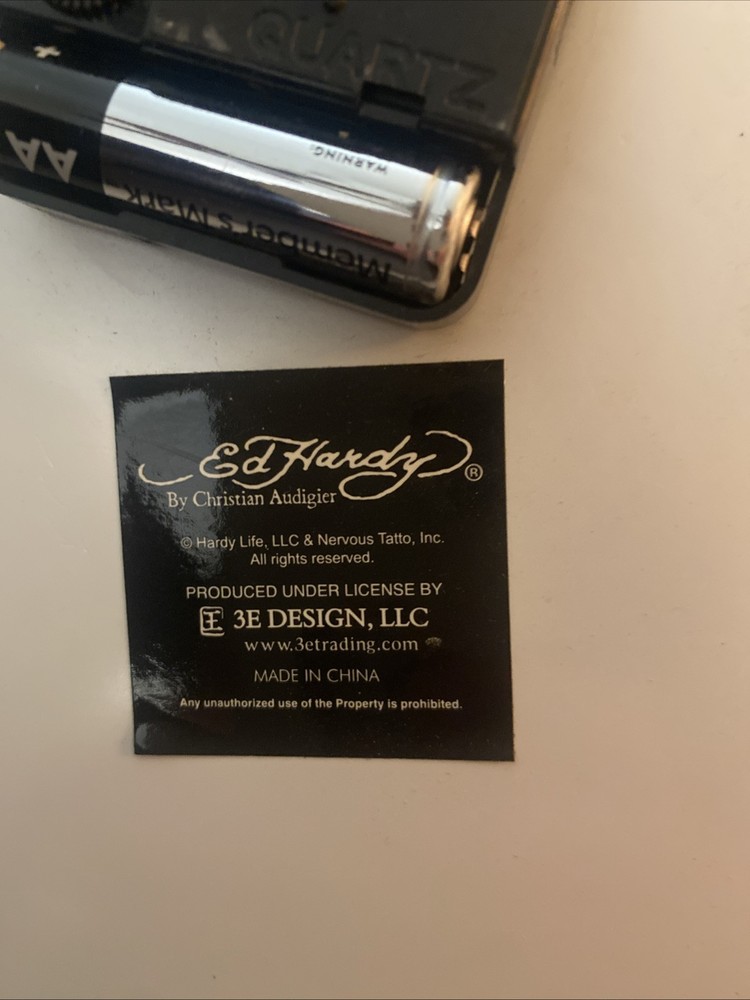 QUARTZ
+
AA
WARNING:
Member's Mark
Ed Hardy®
By Christian Audigier
© Hardy Life, LLC & Nervous Tatto, Inc.
All rights reserved.
PRODUCED UNDER LICENSE BY
3E DESIGN, LLC
www.3etrading.com
MADE IN CHINA
Any unauthorized use of the Property is prohibited.